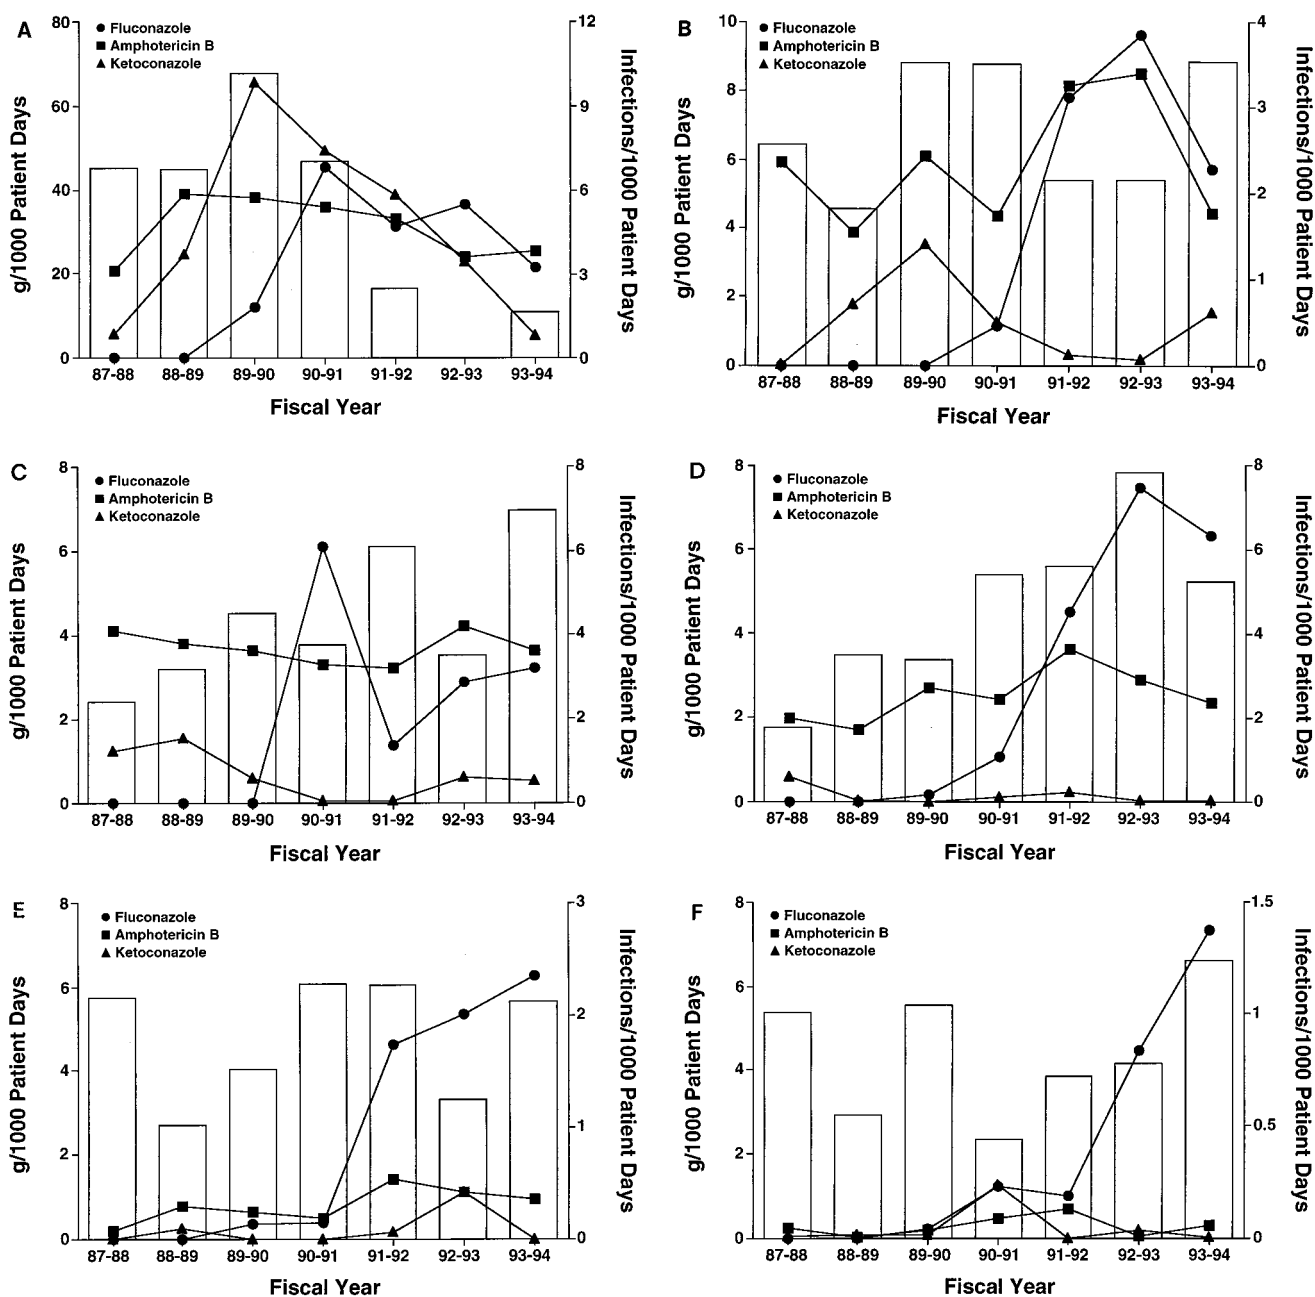 A
Fluconazole
Amphotericin B
Ketoconazole
80
60
40
20
0
12
9
6
3
0
g/1000 Patient Days
Infections/1000 Patient Days
87-88 88-89 89-90 90-91 91-92 92-93 93-94
Fiscal Year
B
Fluconazole
Amphotericin B
Ketoconazole
10
8
6
4
2
0
4
3
2
1
0
g/1000 Patient Days
Infections/1000 Patient Days
87-88 88-89 89-90 90-91 91-92 92-93 93-94
Fiscal Year
C
Fluconazole
Amphotericin B
Ketoconazole
8
6
4
2
0
8
6
4
2
0
g/1000 Patient Days
Infections/1000 Patient Days
87-88 88-89 89-90 90-91 91-92 92-93 93-94
Fiscal Year
D
Fluconazole
Amphotericin B
Ketoconazole
8
6
4
2
0
8
6
4
2
0
g/1000 Patient Days
Infections/1000 Patient Days
87-88 88-89 89-90 90-91 91-92 92-93 93-94
Fiscal Year
E
Fluconazole
Amphotericin B
Ketoconazole
8
6
4
2
0
3
2
1
0
g/1000 Patient Days
Infections/1000 Patient Days
87-88 88-89 89-90 90-91 91-92 92-93 93-94
Fiscal Year
F
Fluconazole
Amphotericin B
Ketoconazole
8
6
4
2
0
1.5
1
0.5
0
g/1000 Patient Days
Infections/1000 Patient Days
87-88 88-89 89-90 90-91 91-92 92-93 93-94
Fiscal Year